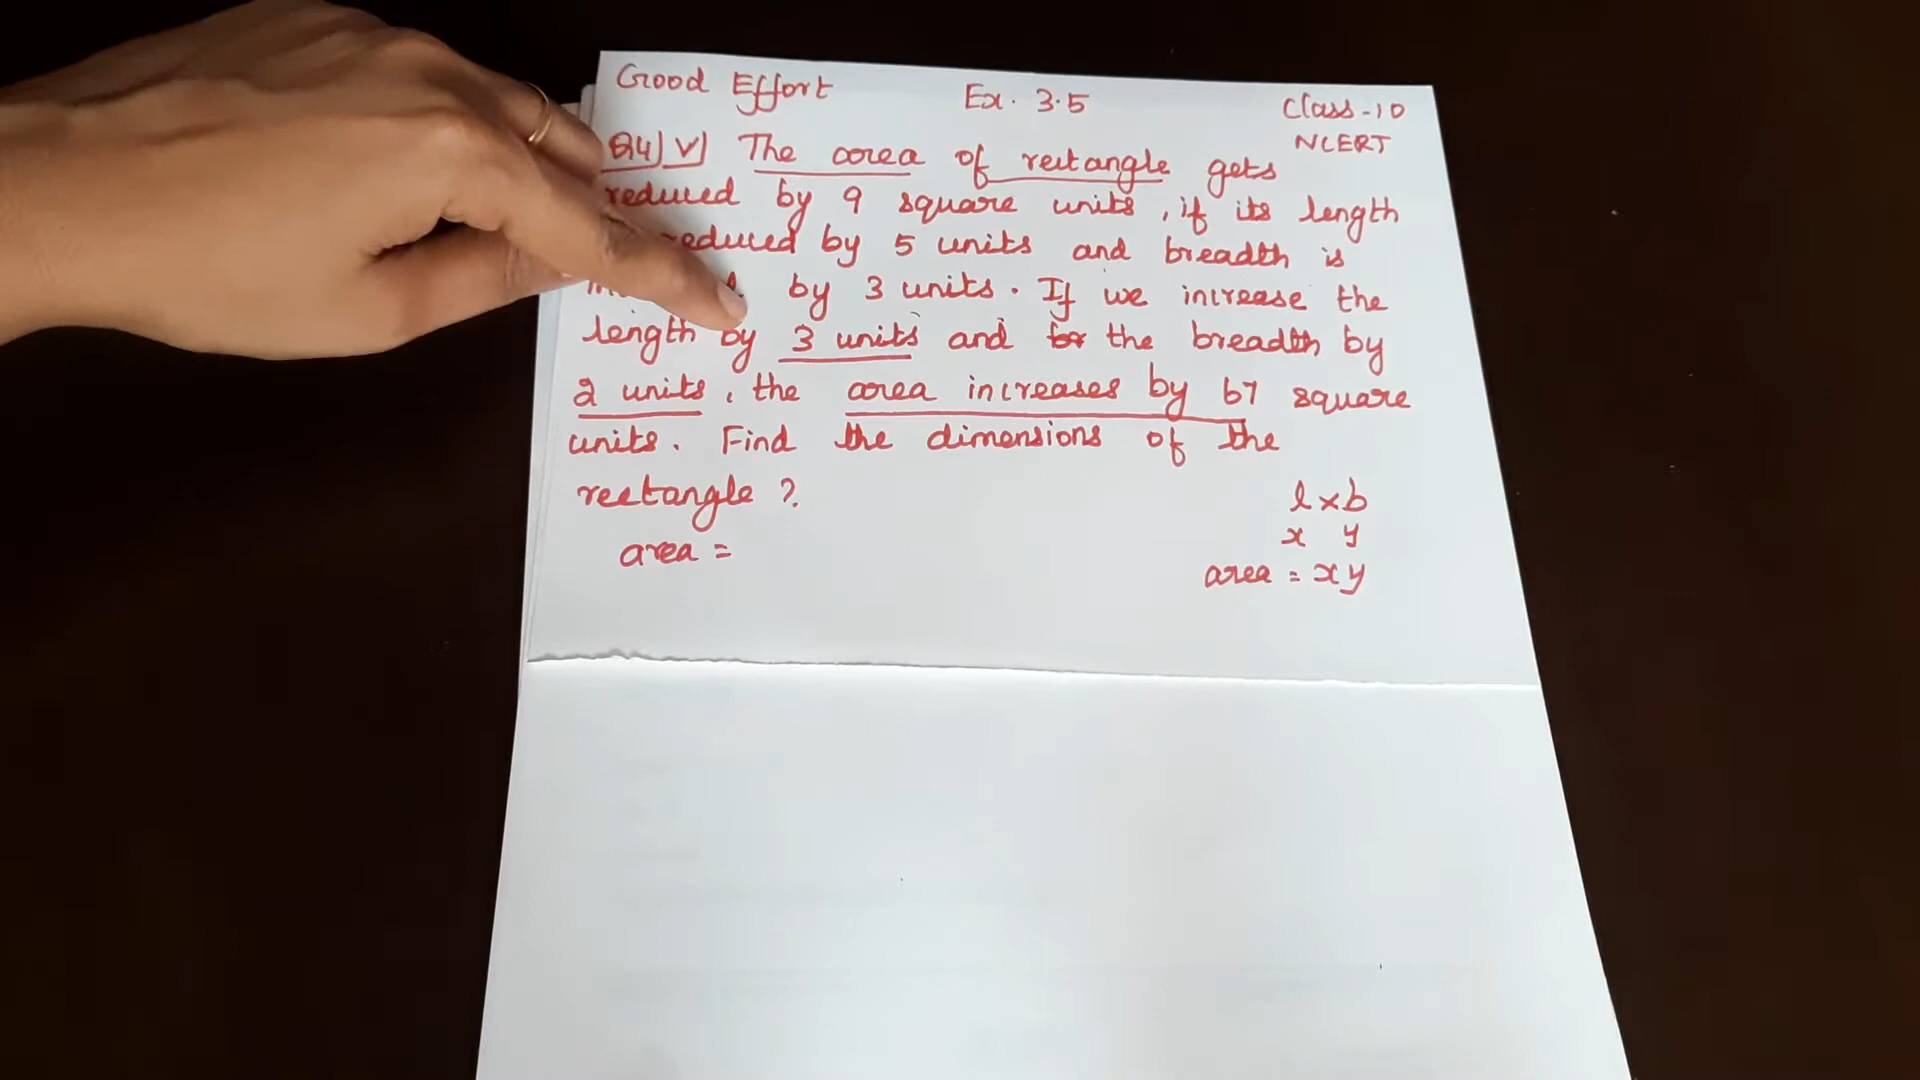 Good Effort Ex. 3.5 Class-10
NCERT
Q4) V) The area of rectangle gets
reduced by 9 square units, if its length
reduced by 5 units and breadth is
by 3 units. If we increase the
length by 3 units and the breadth by
2 units, the area increases by 67 square
units. Find the dimensions of the
rectangle ?
l x b
x y
area =
area = xy